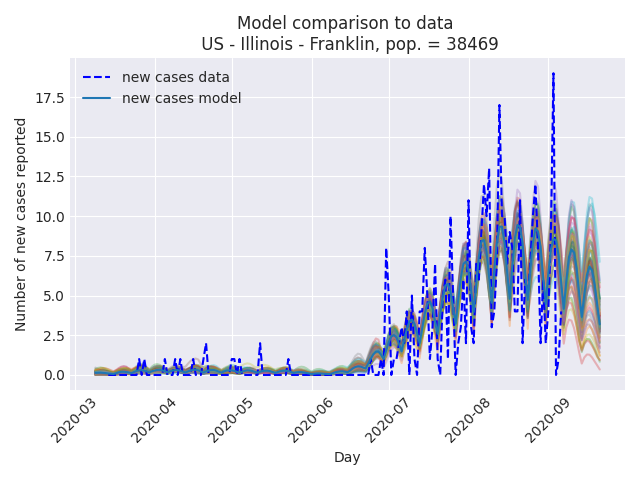 Model comparison to data
US - Illinois - Franklin, pop. = 38469
new cases data
new cases model
Number of new cases reported
17.5
15.0
12.5
10.0
7.5
5.0
2.5
0.0
2020-03
2020-04
2020-05
2020-06
2020-07
2020-08
2020-09
Day